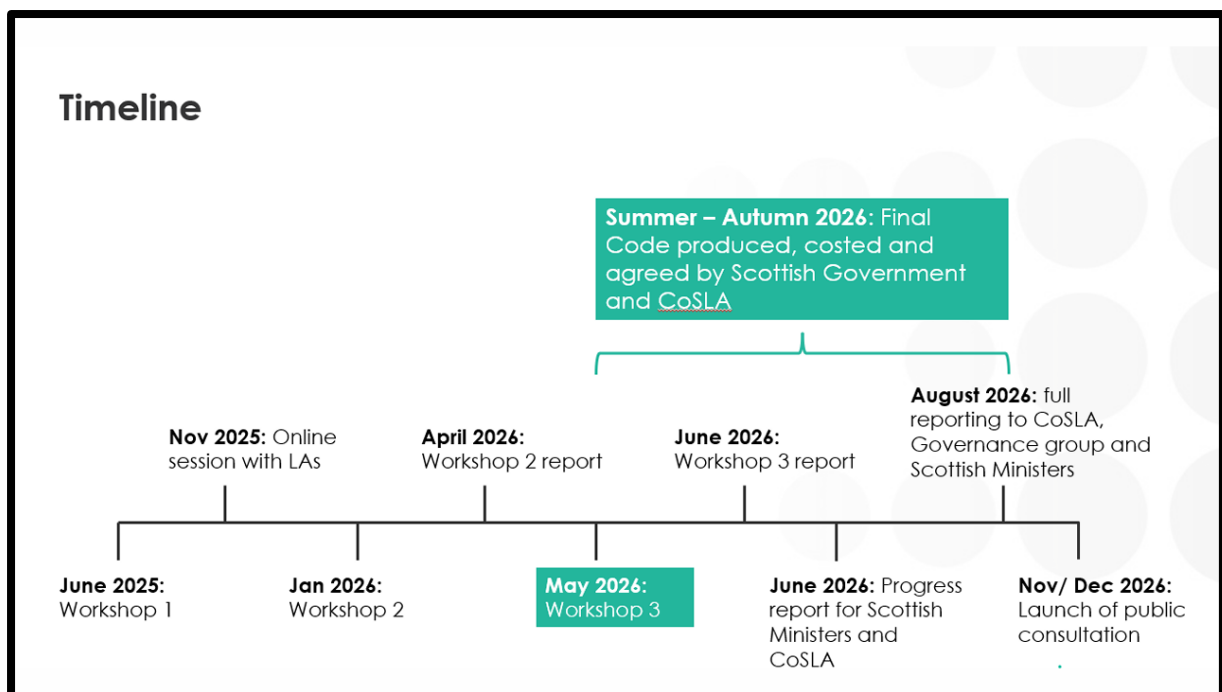 Timeline
Summer – Autumn 2026: Final
Code produced, costed and
agreed by Scottish Government
and CoSLA
August 2026: full
reporting to CoSLA,
Governance group and
Scottish Ministers
Nov 2025: Online
session with LAs
April 2026:
Workshop 2 report
June 2026:
Workshop 3 report
June 2025:
Workshop 1
Jan 2026:
Workshop 2
May 2026:
Workshop 3
June 2026: Progress
report for Scottish
Ministers and
CoSLA
Nov/ Dec 2026:
Launch of public
consultation